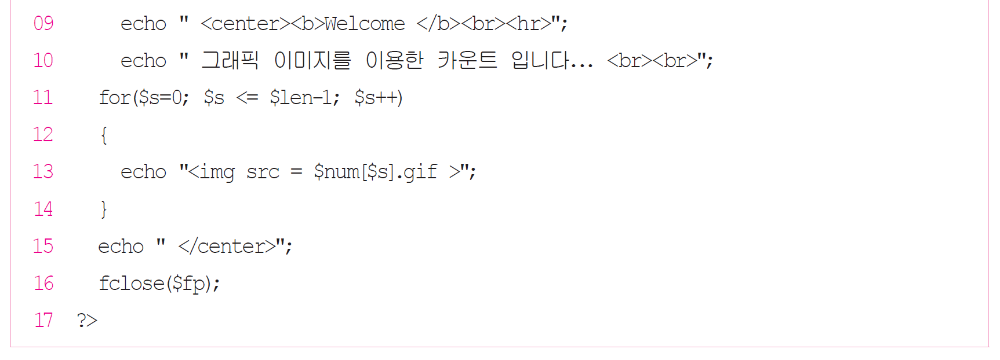 09 echo " <center><b>Welcome </b><br><hr>";
10 echo " 그래픽 이미지를 이용한 카운트 입니다... <br><br>";
11 for($s=0; $s <= $len-1; $s++)
12 {
13 echo "<img src = $num[$s].gif >";
14 }
15 echo " </center>";
16 fclose($fp);
17 ?>